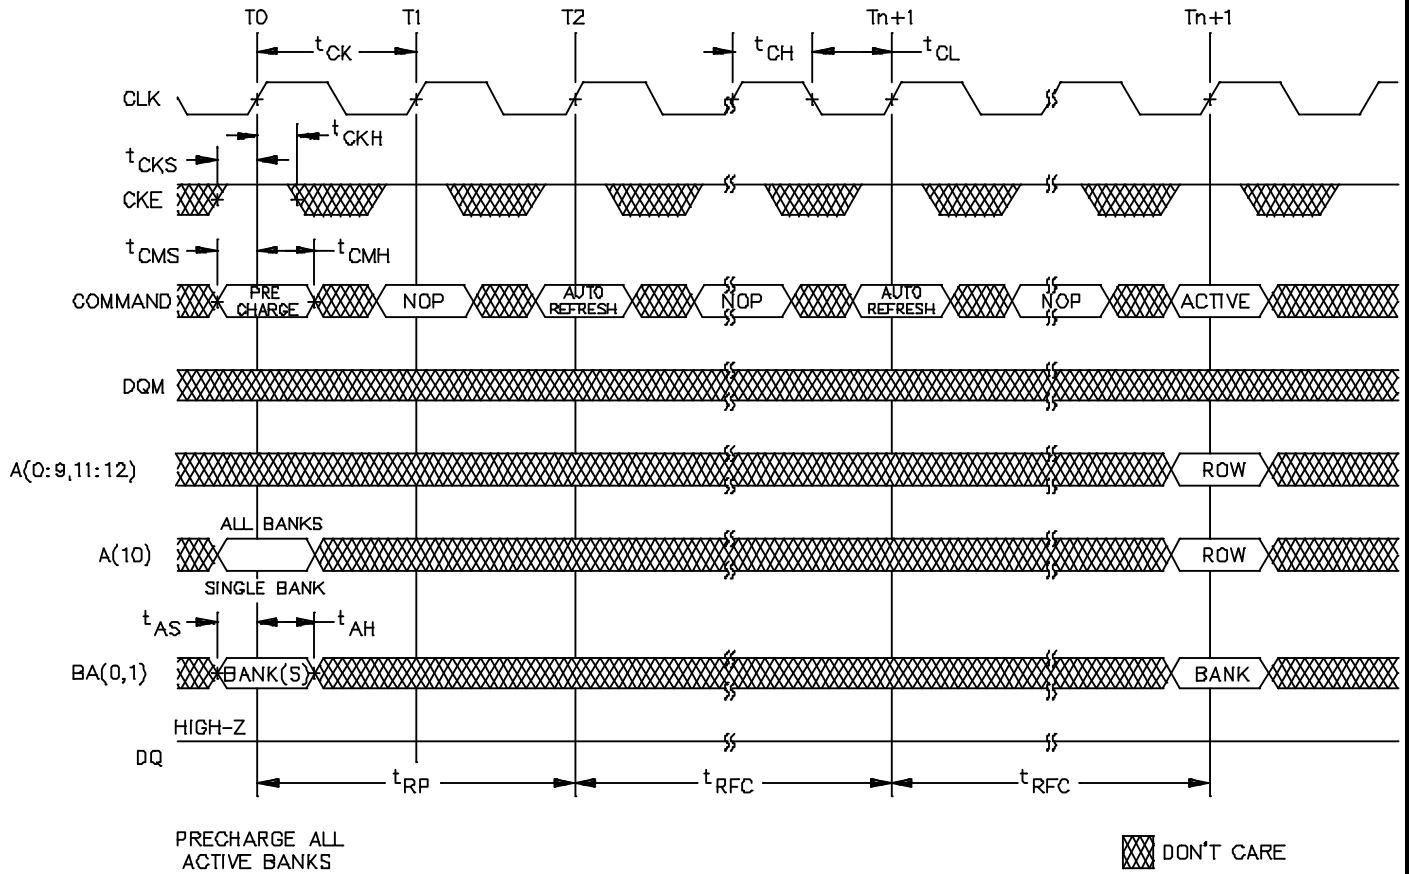 T0 T1 T2 Tn+1 Tn+1
tCK tCH tCL
CLK
tCKH
tCKS
CKE
tCMS tCMH
COMMAND PRE CHARGE NOP AUTO REFRESH NOP AUTO REFRESH NOP ACTIVE
DQM
A(0:9,11:12) ROW
ALL BANKS
A(10) ROW
SINGLE BANK
tAS tAH
BA(0,1) BANK(S) BANK
HIGH-Z
DQ
tRP tRFC tRFC
PRECHARGE ALL
ACTIVE BANKS
DON'T CARE